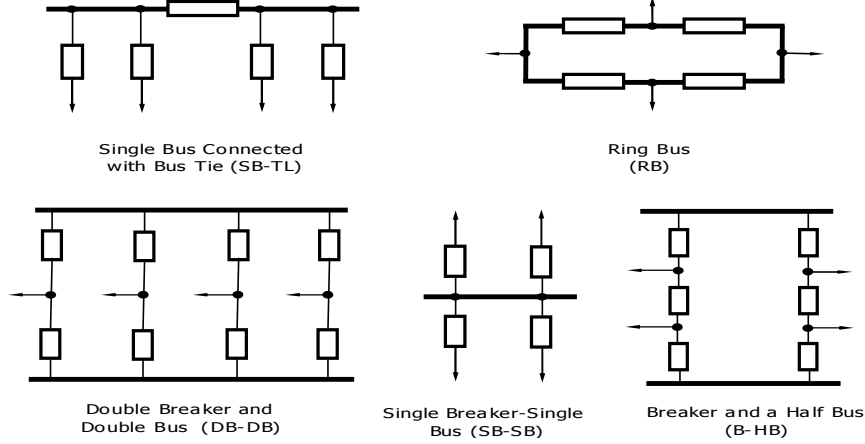 Single Bus Connected
with Bus Tie (SB-TL)
Ring Bus
(RB)
Double Breaker and
Double Bus (DB-DB)
Single Breaker-Single
Bus (SB-SB)
Breaker and a Half Bus
(B-HB)